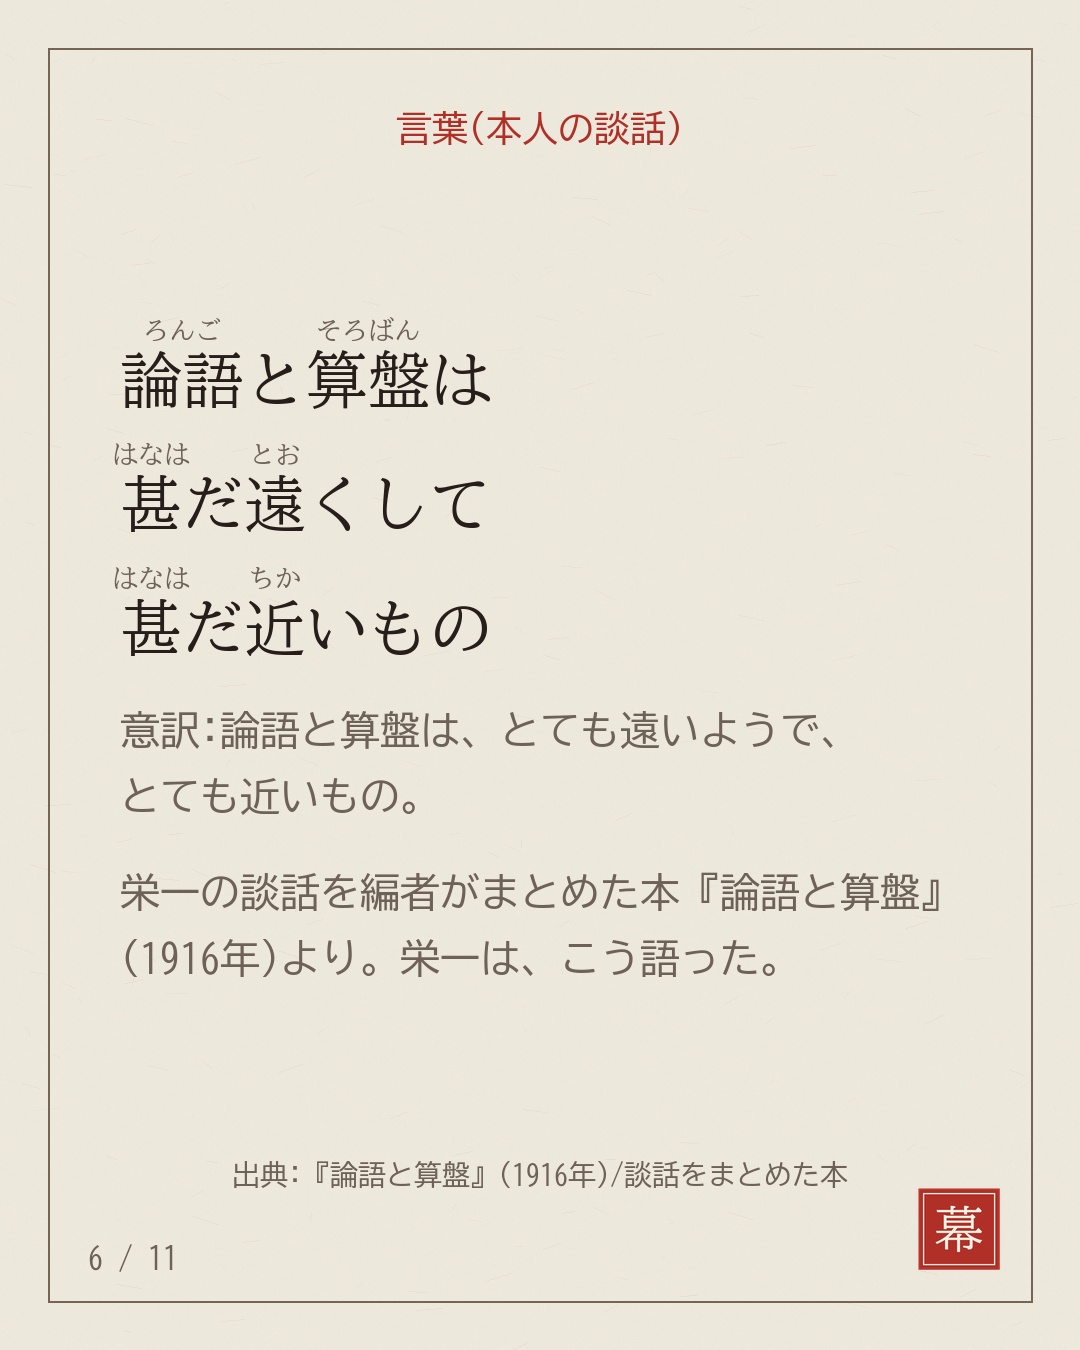 言葉(本人の談話)
ろんご そろばん
論語と算盤は
はなは とお
甚だ遠くして
はなは ちか
甚だ近いもの
意訳:論語と算盤は、とても遠いようで、
とても近いもの。
栄一の談話を編者がまとめた本『論語と算盤』
(1916年)より。栄一は、こう語った。
出典:『論語と算盤』(1916年)/談話をまとめた本
幕
6 / 11